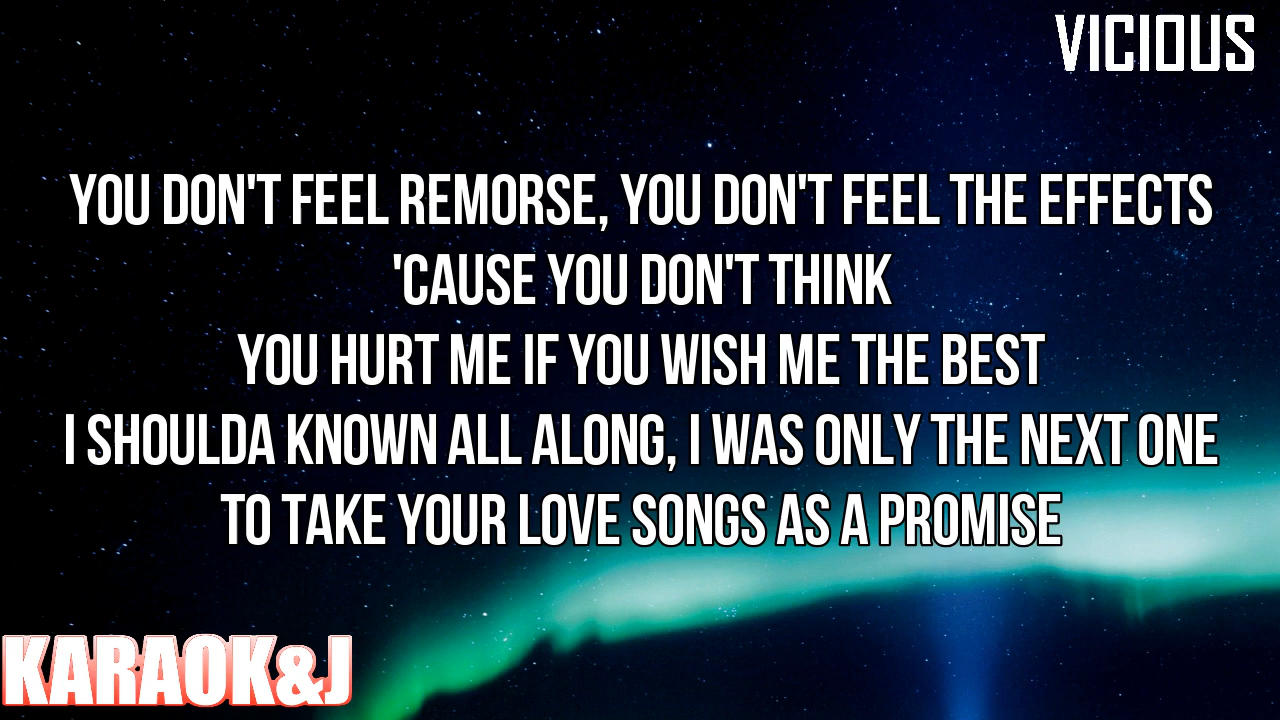 VICIOUS
YOU DON'T FEEL REMORSE, YOU DON'T FEEL THE EFFECTS
'CAUSE YOU DON'T THINK
YOU HURT ME IF YOU WISH ME THE BEST
I SHOULDA KNOWN ALL ALONG, I WAS ONLY THE NEXT ONE
TO TAKE YOUR LOVE SONGS AS A PROMISE
KARAOK&J